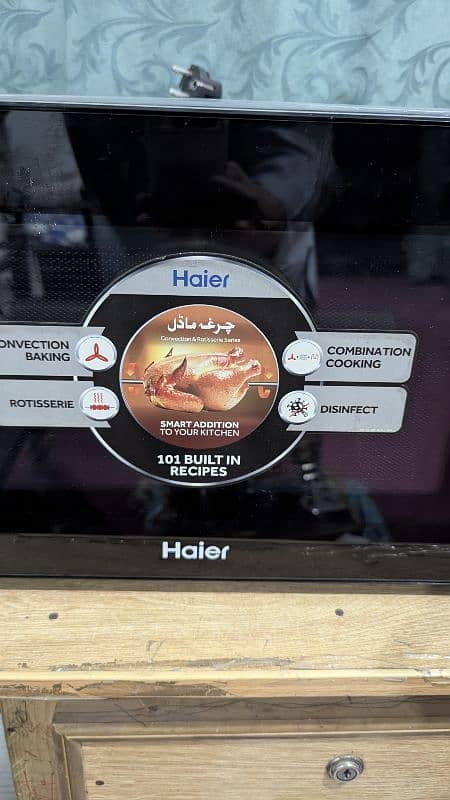 Haier
چرغہ ماڈل
Convection & Rotisserie Series
ONVECTION
BAKING
ROTISSERIE
COMBINATION
COOKING
DISINFECT
SMART ADDITION
TO YOUR KITCHEN
101 BUILT IN
RECIPES
Haier